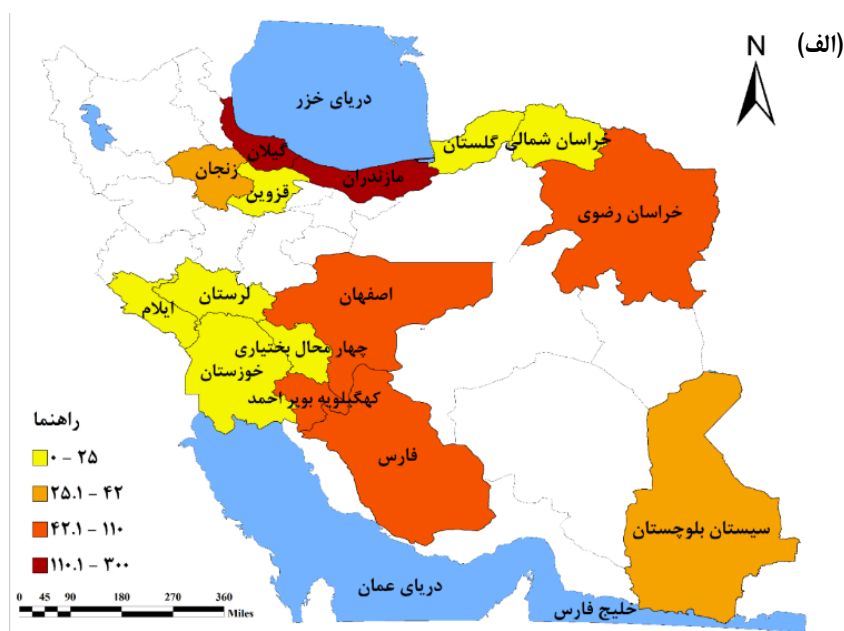 (الف)
N
دریای خزر
خراسان شمالی
گلستان
گیلان
زنجان
مازندران
قزوین
خراسان رضوی
لرستان
اصفهان
ایلام
چهار محال بختیاری
خوزستان
کهگیلویه بویر احمد
فارس
سیستان بلوچستان
دریای عمان
خلیج فارس
راهنما
۰ - ۲۵
۲۵.۱ - ۴۲
۴۲.۱ - ۱۱۰
۱۱۰.۱ - ۳۰۰
0 45 90 180 270 360
Miles